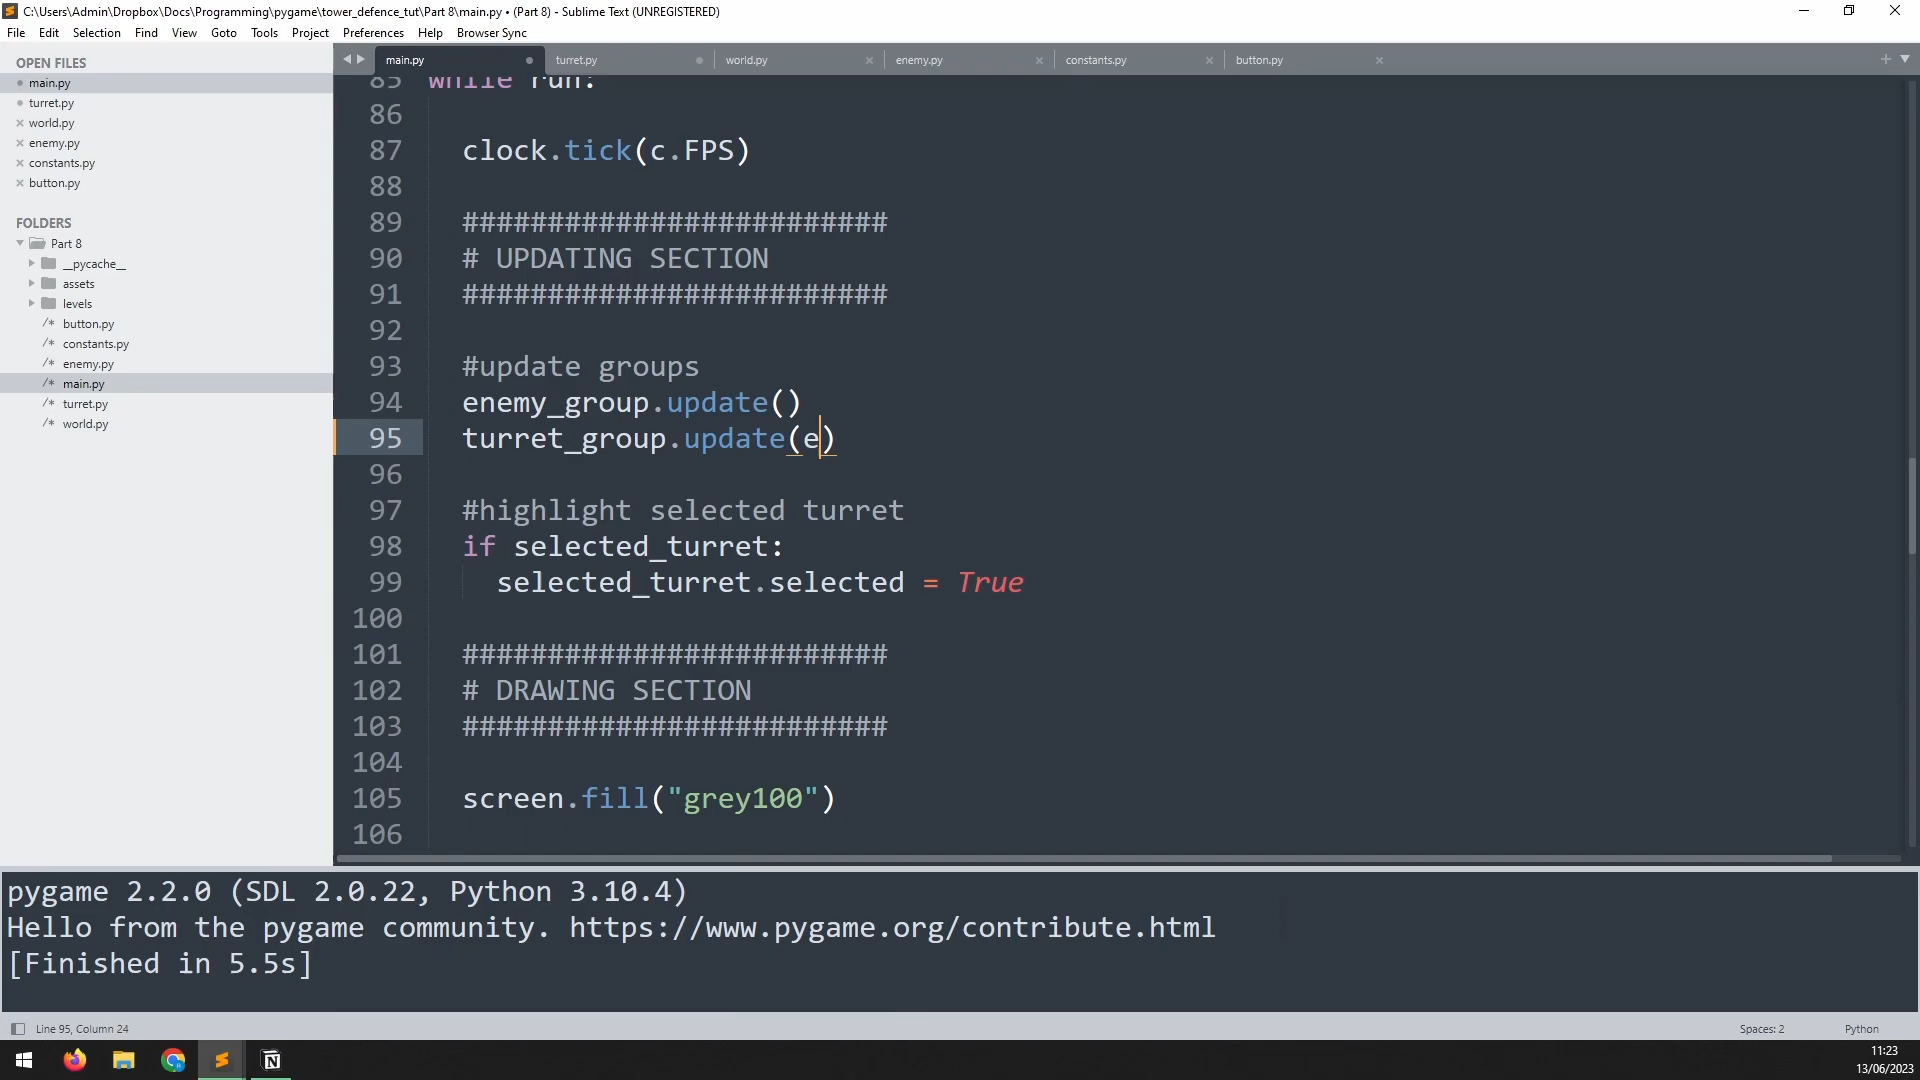 C:\Users\Admin\Dropbox\Docs\Programming\pygame\tower_defence_tut\Part 8\main.py • (Part 8) - Sublime Text (UNREGISTERED)
File Edit Selection Find View Goto Tools Project Preferences Help Browser Sync
OPEN FILES
main.py
turret.py
world.py
enemy.py
constants.py
button.py
FOLDERS
Part 8
__pycache__
assets
levels
button.py
constants.py
enemy.py
main.py
turret.py
world.py
main.py turret.py world.py enemy.py constants.py button.py
85 while run:
86
87 clock.tick(c.FPS)
88
89 #########################
90 # UPDATING SECTION
91 #########################
92
93 #update groups
94 enemy_group.update()
95 turret_group.update(e)
96
97 #highlight selected turret
98 if selected_turret:
99 selected_turret.selected = True
100
101 #########################
102 # DRAWING SECTION
103 #########################
104
105 screen.fill("grey100")
106
pygame 2.2.0 (SDL 2.0.22, Python 3.10.4)
Hello from the pygame community. https://www.pygame.org/contribute.html
[Finished in 5.5s]
Line 95, Column 24
Spaces: 2
Python
11:23
13/06/2023